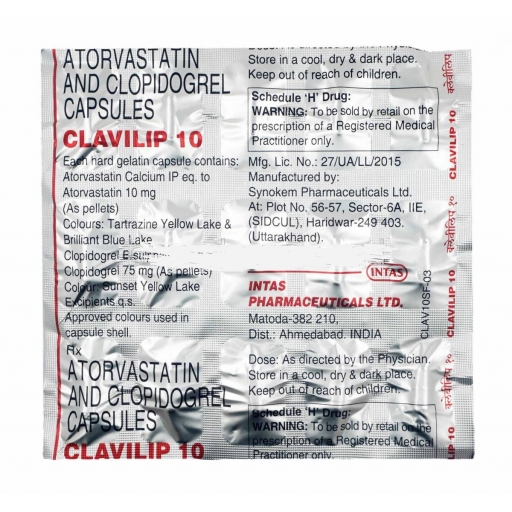 ATORVASTATIN
AND CLOPIDOGREL
CAPSULES
CLAVILIP 10
Each hard gelatin capsule contains:
Atorvastatin Calcium IP eq. to
Atorvastatin 10 mg
(As pellets)
Colours: Tartrazine Yellow Lake &
Brilliant Blue Lake
Clopidogrel
Clopidogrel 75 mg (As pellets)
Colour: Sunset Yellow Lake
Excipients q.s.
Approved colours used in
capsule shell.
Rx
ATORVASTATIN
AND CLOPIDOGREL
CAPSULES
CLAVILIP 10
Store in a cool, dry & dark place.
Keep out of reach of children.
Schedule 'H' Drug:
WARNING: To be sold by retail on the
prescription of a Registered Medical
Practitioner only.
Mfg. Lic. No.: 27/UA/LL/2015
Manufactured by:
Synokem Pharmaceuticals Ltd.
At: Plot No. 56-57, Sector-6A, IIE,
(SIDCUL), Haridwar-249 403.
(Uttarakhand).
INTAS
INTAS
PHARMACEUTICALS LTD.
Matoda-382 210,
Dist.: Ahmedabad. INDIA
Dose: As directed by the Physician.
Store in a cool, dry & dark place.
Keep out of reach of children.
Schedule 'H' Drug:
WARNING: To be sold by retail on the
prescription of a Registered Medical
Practitioner only.
CLAV10SF-03
क्लेवीलिप
CLAVILIP 10
क्लेवीलिप १०
CLAVILIP 10
क्लेवीलिप १०
IP 10